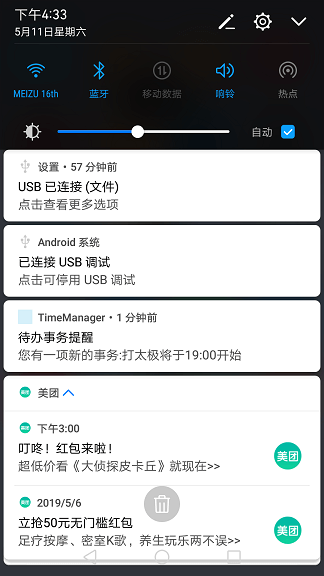 下午4:33
5月11日星期六
MEIZU 16th
蓝牙
移动数据
响铃
热点
自动
设置 • 57 分钟前
USB 已连接 (文件)
点击查看更多选项
Android 系统
已连接 USB 调试
点击可停用 USB 调试
TimeManager • 1 分钟前
待办事务提醒
您有一项新的事务:打太极将于19:00开始
美团
下午3:00
叮咚！红包来啦！
超低价看《大侦探皮卡丘》就现在>>
美团
2019/5/6
立抢50元无门槛红包
足疗按摩、密室K歌，养生玩乐两不误>>
美团